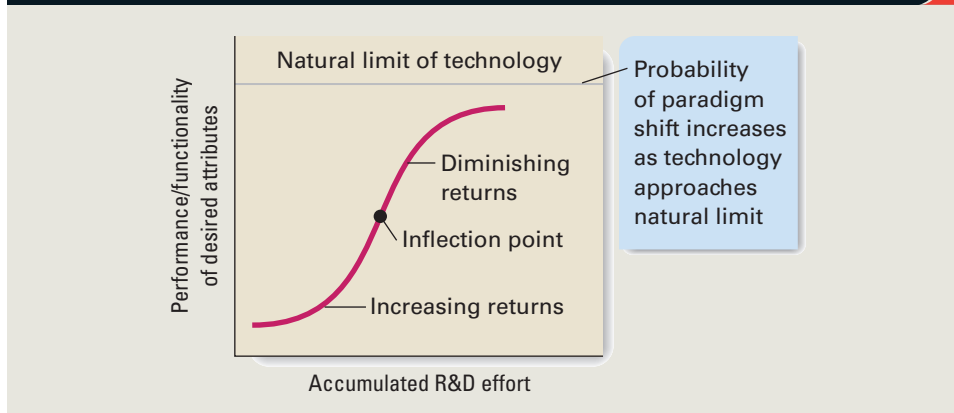 Natural limit of technology
Performance/functionality
of desired attributes
Probability
of paradigm
shift increases
as technology
approaches
natural limit
Diminishing
returns
Inflection point
Increasing returns
Accumulated R&D effort